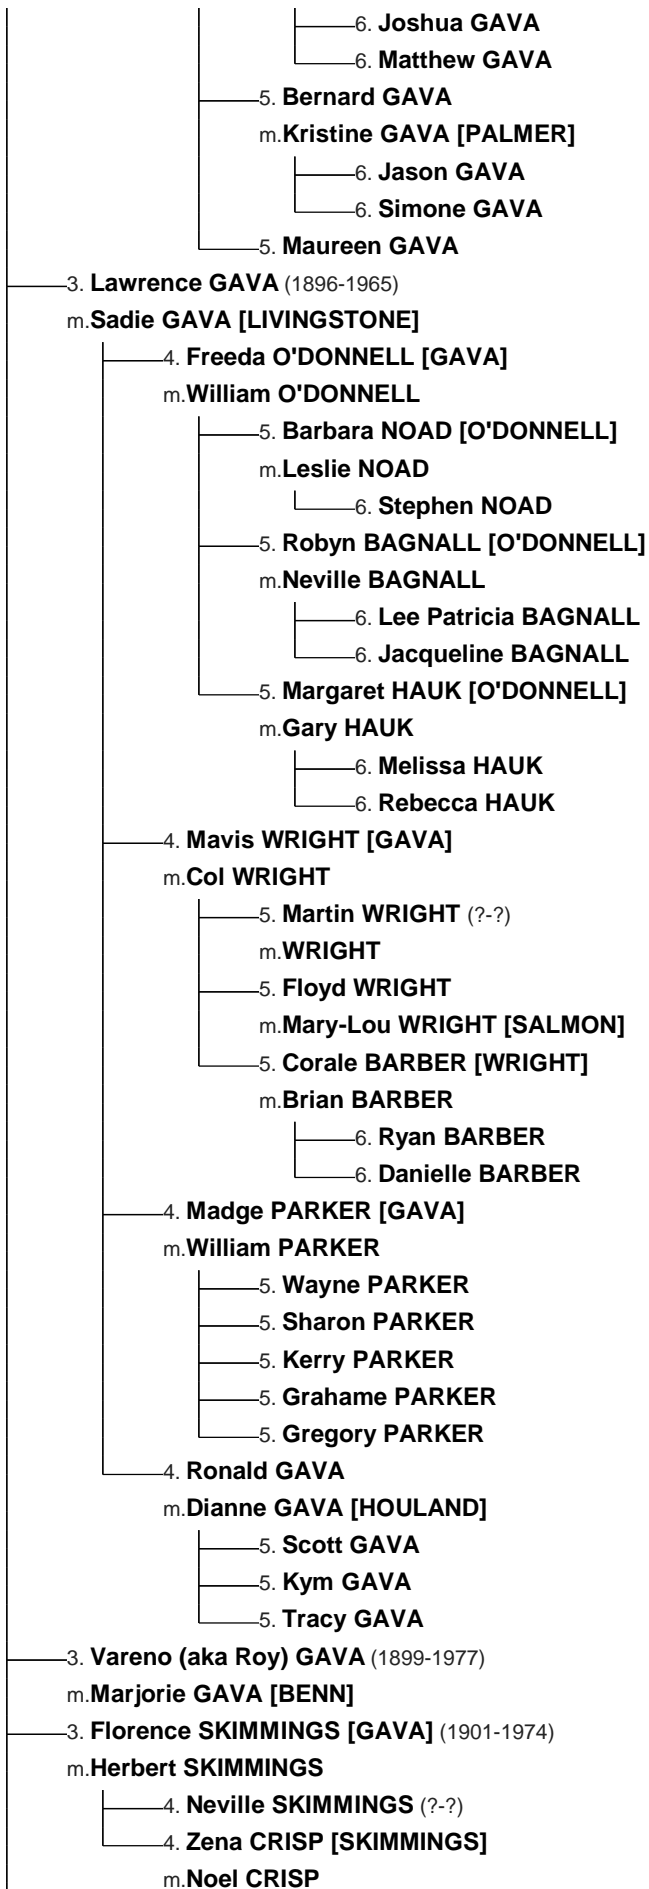 6. Joshua GAVA
6. Matthew GAVA
5. Bernard GAVA
m.Kristine GAVA [PALMER]
6. Jason GAVA
6. Simone GAVA
5. Maureen GAVA
3. Lawrence GAVA (1896-1965)
m.Sadie GAVA [LIVINGSTONE]
4. Freeda O'DONNELL [GAVA]
m.William O'DONNELL
5. Barbara NOAD [O'DONNELL]
m.Leslie NOAD
6. Stephen NOAD
5. Robyn BAGNALL [O'DONNELL]
m.Neville BAGNALL
6. Lee Patricia BAGNALL
6. Jacqueline BAGNALL
5. Margaret HAUK [O'DONNELL]
m.Gary HAUK
6. Melissa HAUK
6. Rebecca HAUK
4. Mavis WRIGHT [GAVA]
m.Col WRIGHT
5. Martin WRIGHT (?-?)
m.WRIGHT
5. Floyd WRIGHT
m.Mary-Lou WRIGHT [SALMON]
5. Corale BARBER [WRIGHT]
m.Brian BARBER
6. Ryan BARBER
6. Danielle BARBER
4. Madge PARKER [GAVA]
m.William PARKER
5. Wayne PARKER
5. Sharon PARKER
5. Kerry PARKER
5. Grahame PARKER
5. Gregory PARKER
4. Ronald GAVA
m.Dianne GAVA [HOULAND]
5. Scott GAVA
5. Kym GAVA
5. Tracy GAVA
3. Vareno (aka Roy) GAVA (1899-1977)
m.Marjorie GAVA [BENN]
3. Florence SKIMMINGS [GAVA] (1901-1974)
m.Herbert SKIMMINGS
4. Neville SKIMMINGS (?-?)
4. Zena CRISP [SKIMMINGS]
m.Noel CRISP